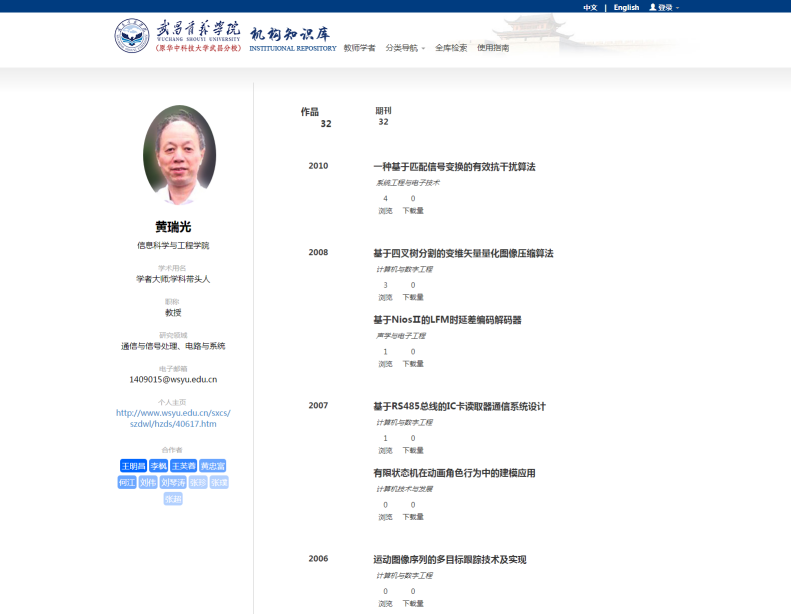 中文 | English 登录
武昌首义学院
WUCHANG SHOUYI UNIVERSITY
(原华中科技大学武昌分校)
机构知识库
INSTITUIONAL REPOSITORY
教师学者 分类导航 全库检索 使用指南
黄瑞光
信息科学与工程学院
学术用名
学者大师;学科带头人
职称
教授
研究领域
通信与信号处理、电路与系统
电子邮箱
1409015@wsyu.edu.cn
个人主页
http://www.wsyu.edu.cn/sxcs/
szdwl/hzds/40617.htm
合作者
王明昌 李枫 王芙蓉 黄忠富
何江 刘伟 刘琴涛 张珍 张璞
张超
作品 期刊
32 32
2010 一种基于匹配信号变换的有效抗干扰算法
系统工程与电子技术
4 0
浏览 下载量
2008 基于四叉树分割的变维矢量量化图像压缩算法
计算机与数字工程
3 0
浏览 下载量
基于NiosⅡ的LFM时延差编码解码器
声学与电子工程
1 0
浏览 下载量
2007 基于RS485总线的IC卡读取器通信系统设计
计算机与数字工程
1 0
浏览 下载量
有限状态机在动画角色行为中的建模应用
计算机技术与发展
0 0
浏览 下载量
2006 运动图像序列的多目标跟踪技术及实现
计算机与数字工程
0 0
浏览 下载量